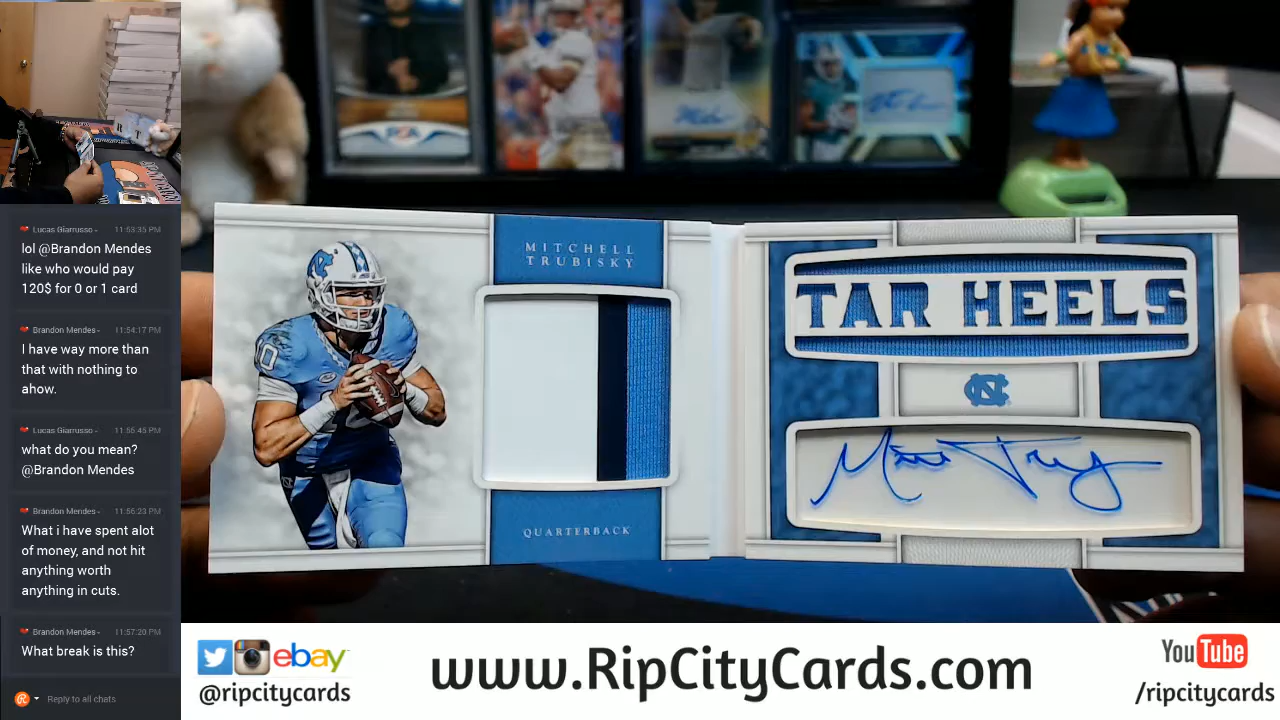 Lucas Giarrusso - 11:53:35 PM
lol @Brandon Mendes
like who would pay
120$ for 0 or 1 card
Brandon Mendes - 11:54:17 PM
I have way more than
that with nothing to
ahow.
Lucas Giarrusso - 11:55:45 PM
what do you mean?
@Brandon Mendes
Brandon Mendes - 11:56:23 PM
What i have spent alot
of money, and not hit
anything worth
anything in cuts.
Brandon Mendes - 11:57:20 PM
What break is this?
Reply to all chats
MITCHELL
TRUBISKY
10
QUARTERBACK
TAR HEELS
NC
ebay
@ripcitycards
www.RipCityCards.com
YouTube
/ripcitycards